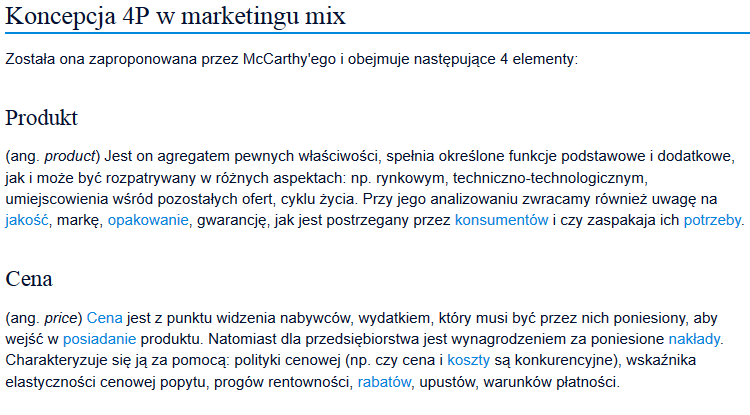 Koncepcja 4P w marketingu mix
Została ona zaproponowana przez McCarthy'ego i obejmuje następujące 4 elementy:
Produkt
(ang. product) Jest on agregatem pewnych właściwości, spełnia określone funkcje podstawowe i dodatkowe,
jak i może być rozpatrywany w różnych aspektach: np. rynkowym, techniczno-technologicznym,
umiejscowienia wśród pozostałych ofert, cyklu życia. Przy jego analizowaniu zwracamy również uwagę na
jakość, markę, opakowanie, gwarancję, jak jest postrzegany przez konsumentów i czy zaspakaja ich potrzeby.
Cena
(ang. price) Cena jest z punktu widzenia nabywców, wydatkiem, który musi być przez nich poniesiony, aby
wejść w posiadanie produktu. Natomiast dla przedsiębiorstwa jest wynagrodzeniem za poniesione nakłady.
Charakteryzuje się ją za pomocą: polityki cenowej (np. czy cena i koszty są konkurencyjne), wskaźnika
elastyczności cenowej popytu, progów rentowności, rabatów, upustów, warunków płatności.